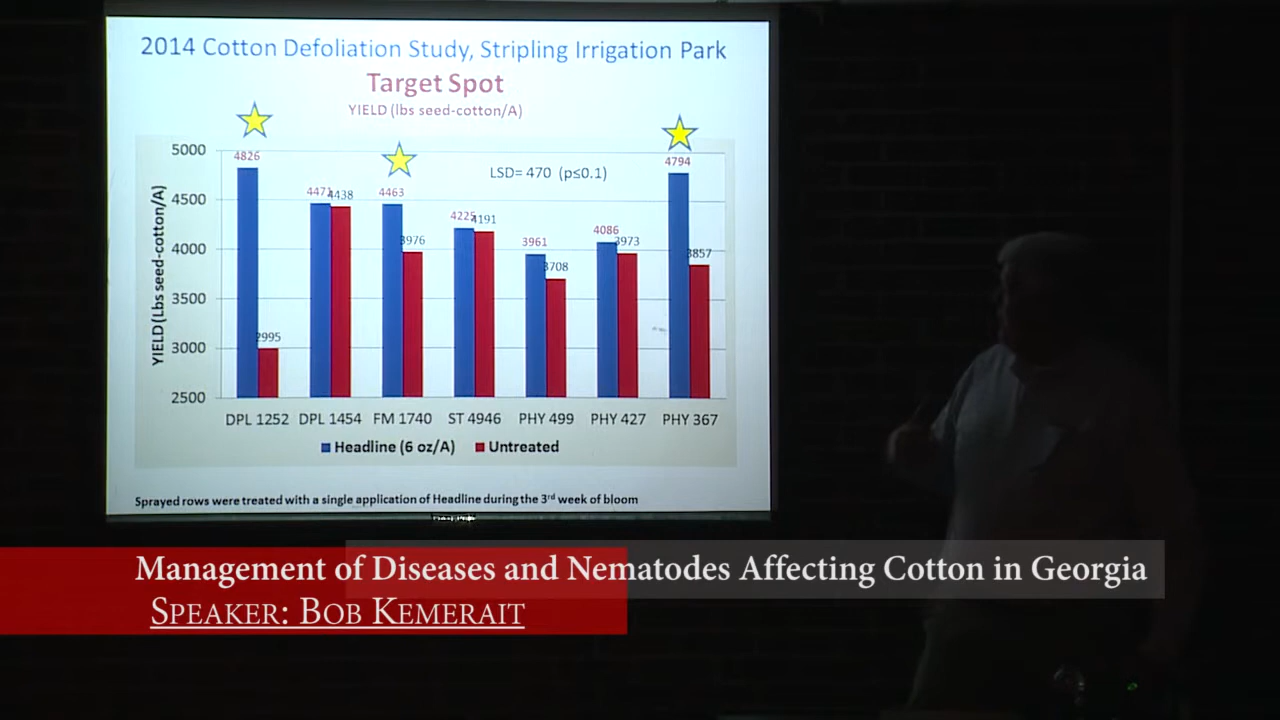 2014 Cotton Defoliation Study, Stripling Irrigation Park
Target Spot
YIELD (lbs seed-cotton/A)
LSD= 470 (p≤0.1)
YIELD (Lbs seed-cotton/A)
5000
4500
4000
3500
3000
2500
4826
2995
4471
4438
4463
3976
4225
4191
3961
3708
4086
3973
4794
3857
DPL 1252 DPL 1454 FM 1740 ST 4946 PHY 499 PHY 427 PHY 367
Headline (6 oz/A) Untreated
Sprayed rows were treated with a single application of Headline during the 3rd week of bloom
Management of Diseases and Nematodes Affecting Cotton in Georgia
SPEAKER: BOB KEMERAIT